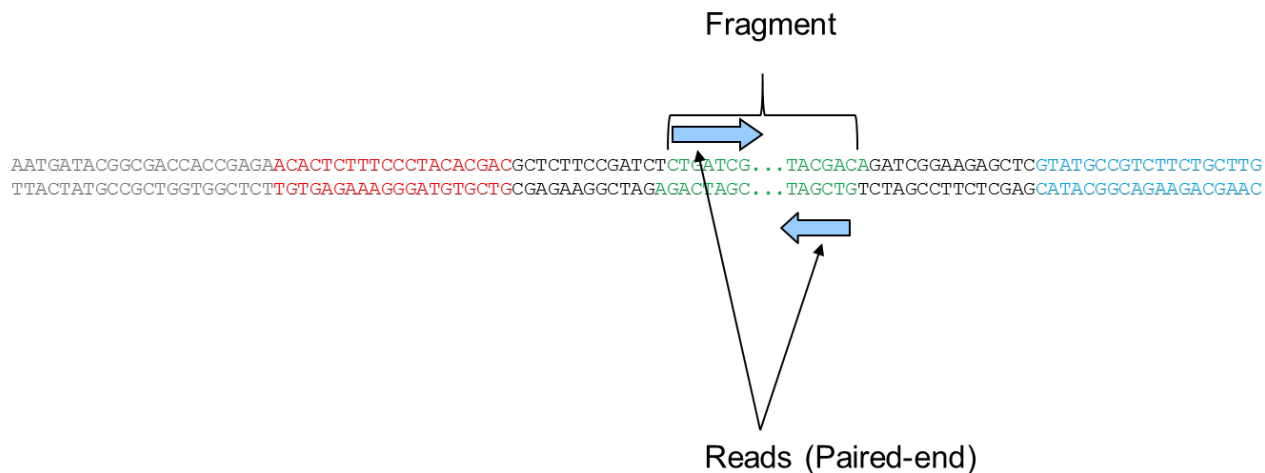 Fragment
AATGATACGGCGACCACCGAGAACACTCTTTCCCTACACGACGCTCTTCCGATCTCTGATCG...TACGACAGATCGGAAGAGCTCGTATGCCGTCTTCTGCTTG
TTACTATGCCGCTGGTGGCTCTTGTGAGAAAGGGATGTGCTGCGAGAAGGCTAGAGACTAGC...TAGCTGTCTAGCCTTCTCGAGCATACGGCAGAAGACGAAC
Reads (Paired-end)